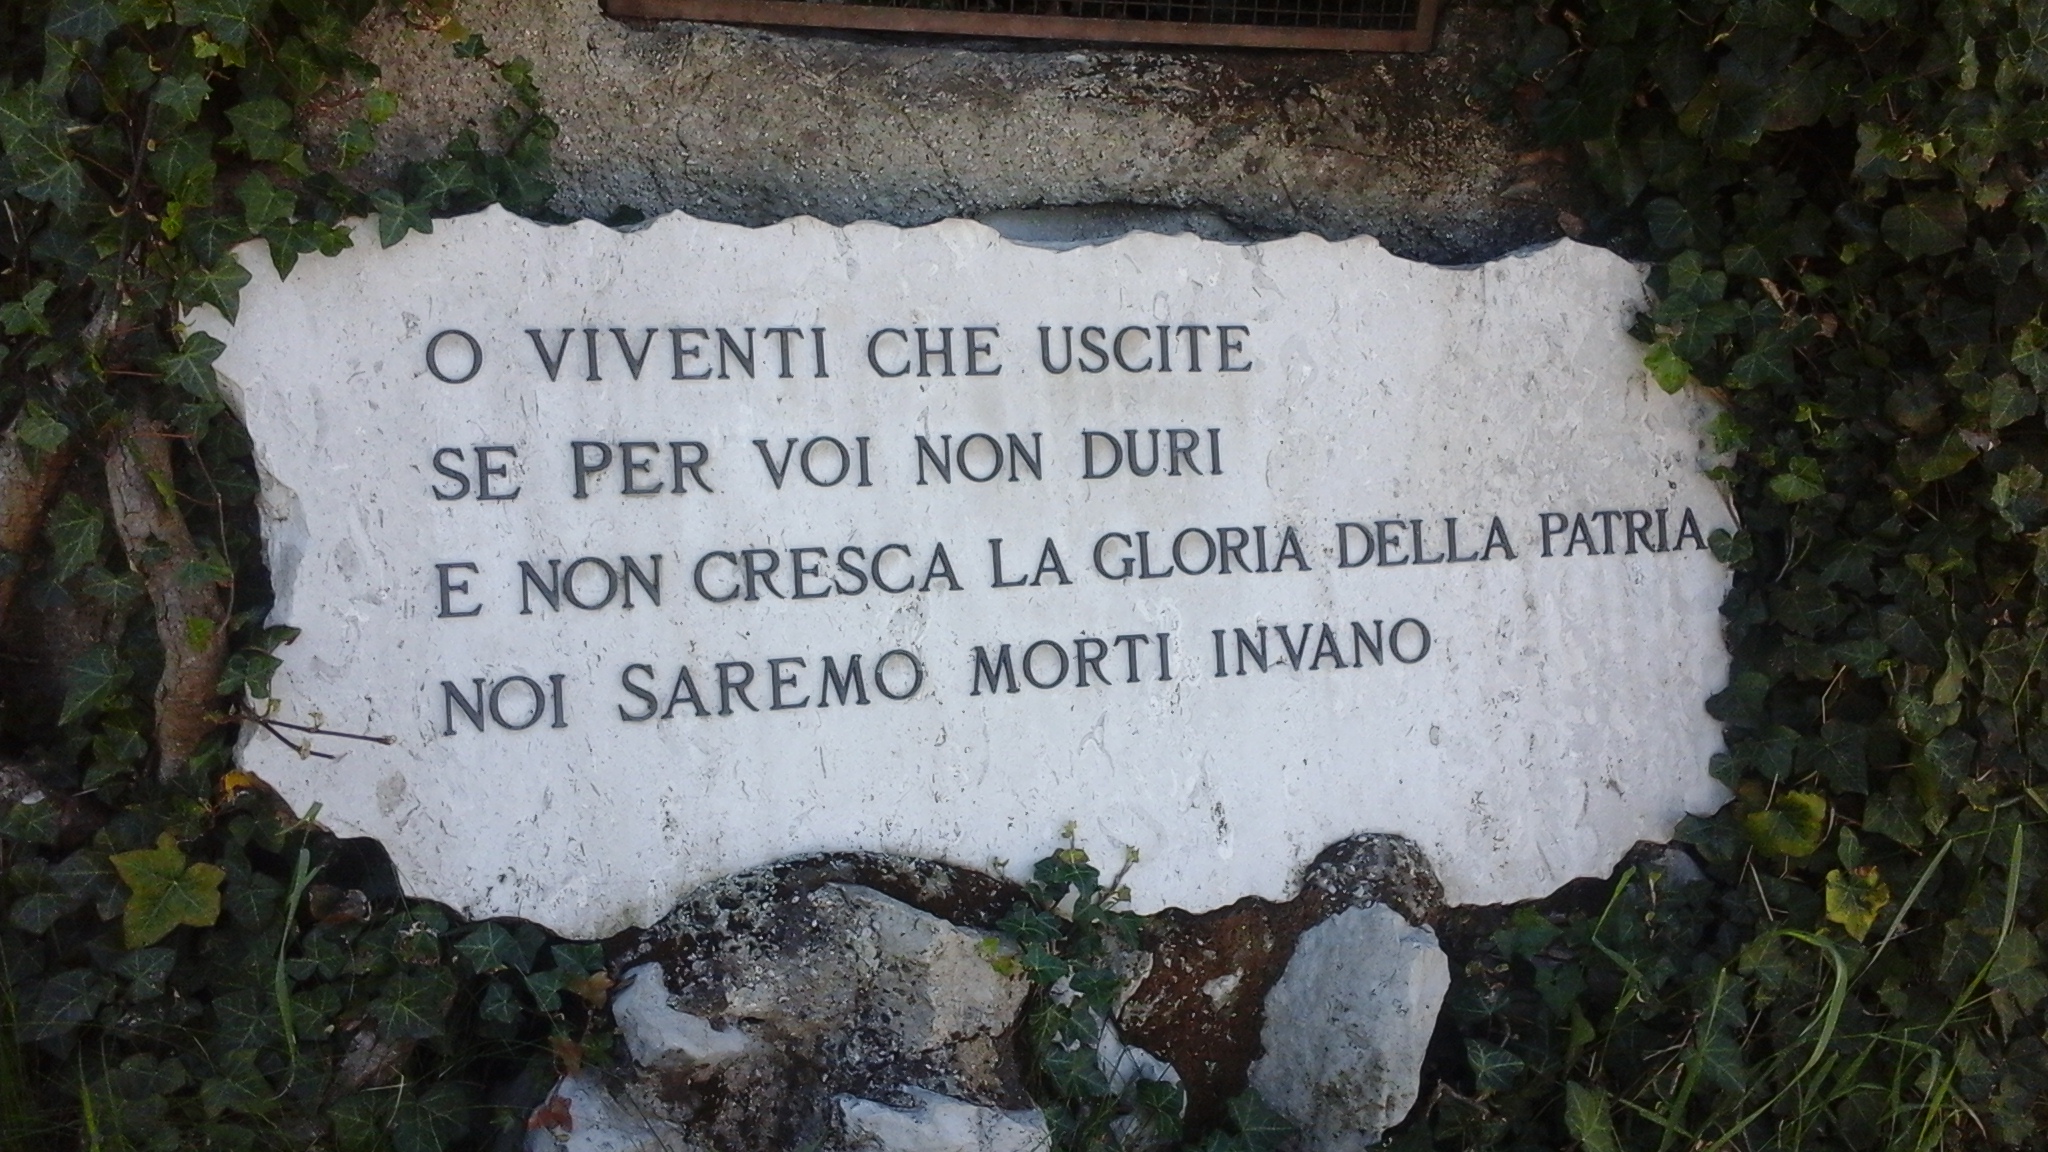 O VIVENTI CHE USCITE
SE PER VOI NON DURI
E NON CRESCA LA GLORIA DELLA PATRIA
NOI SAREMO MORTI INVANO